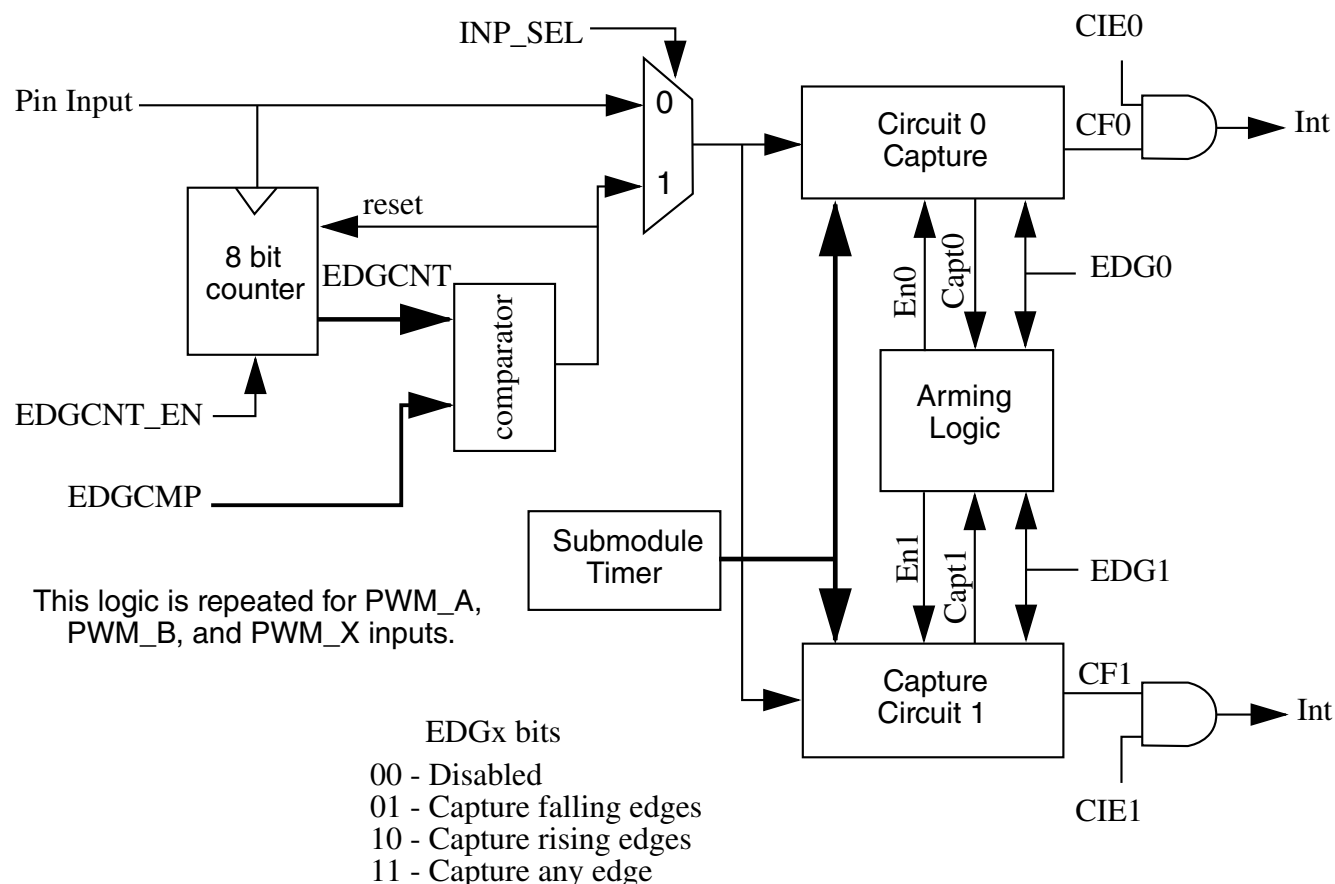 INP_SEL
CIE0
Pin Input
0
Circuit 0
Capture
CF0
Int
1
reset
8 bit
counter
EDGCNT
comparator
En0
Capt0
EDG0
EDGCNT_EN
Arming
Logic
EDGCMP
Submodule
Timer
En1
Capt1
EDG1
This logic is repeated for PWM_A,
PWM_B, and PWM_X inputs.
Capture
Circuit 1
CF1
Int
CIE1
EDGx bits
00 - Disabled
01 - Capture falling edges
10 - Capture rising edges
11 - Capture any edge